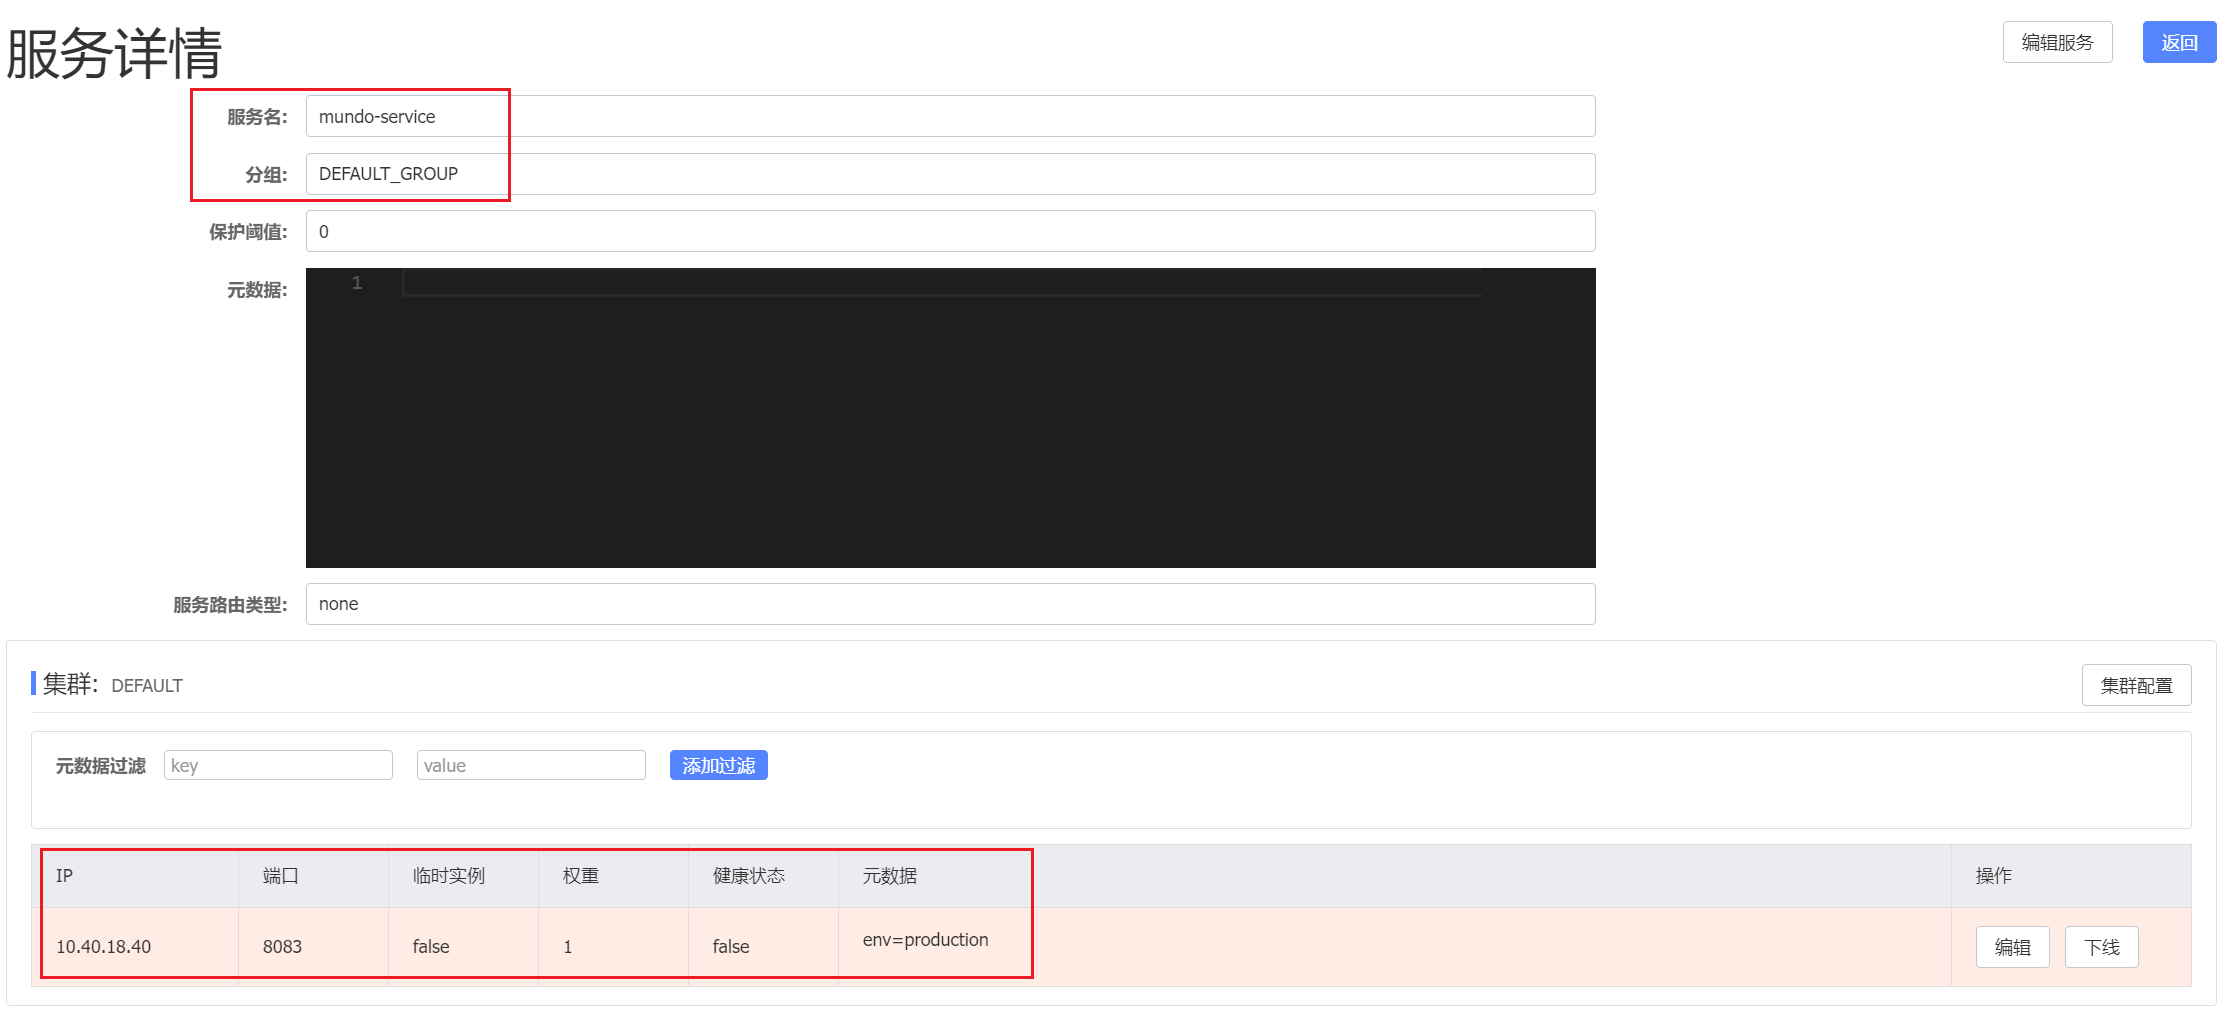 服务详情
编辑服务 返回
服务名: mundo-service
分组: DEFAULT_GROUP
保护阈值: 0
元数据: 1
服务路由类型: none
集群: DEFAULT 集群配置
元数据过滤 key value 添加过滤
IP 端口 临时实例 权重 健康状态 元数据 操作
10.40.18.40 8083 false 1 false env=production 编辑 下线